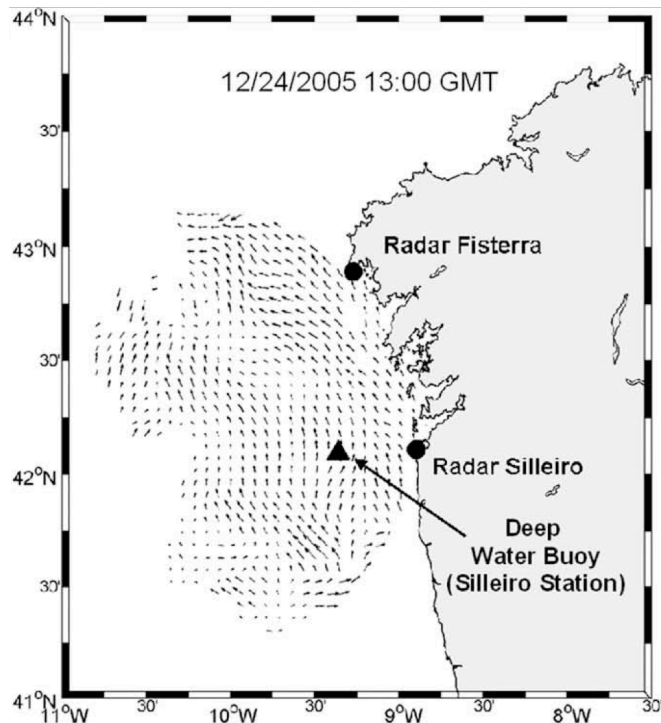 44°N
12/24/2005 13:00 GMT
30'
43°N
Radar Fisterra
30'
Radar Silleiro
42°N
Deep
Water Buoy
(Silleiro Station)
30'
41°N
11°W
30'
10°W
30'
9°W
30'
8°W
30'